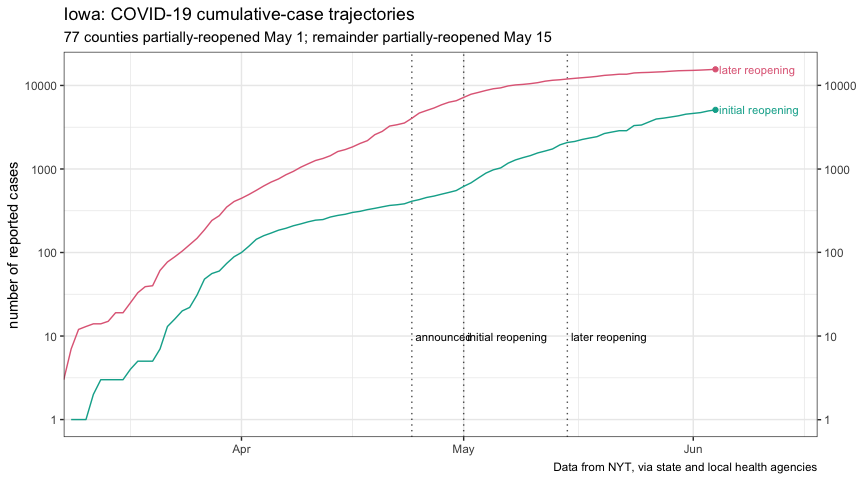 Iowa: COVID-19 cumulative-case trajectories
77 counties partially-reopened May 1; remainder partially-reopened May 15
number of reported cases
10000 later reopening 10000
initial reopening
1000 1000
100 100
10 announced initial reopening later reopening 10
1 1
Apr May Jun
Data from NYT, via state and local health agencies